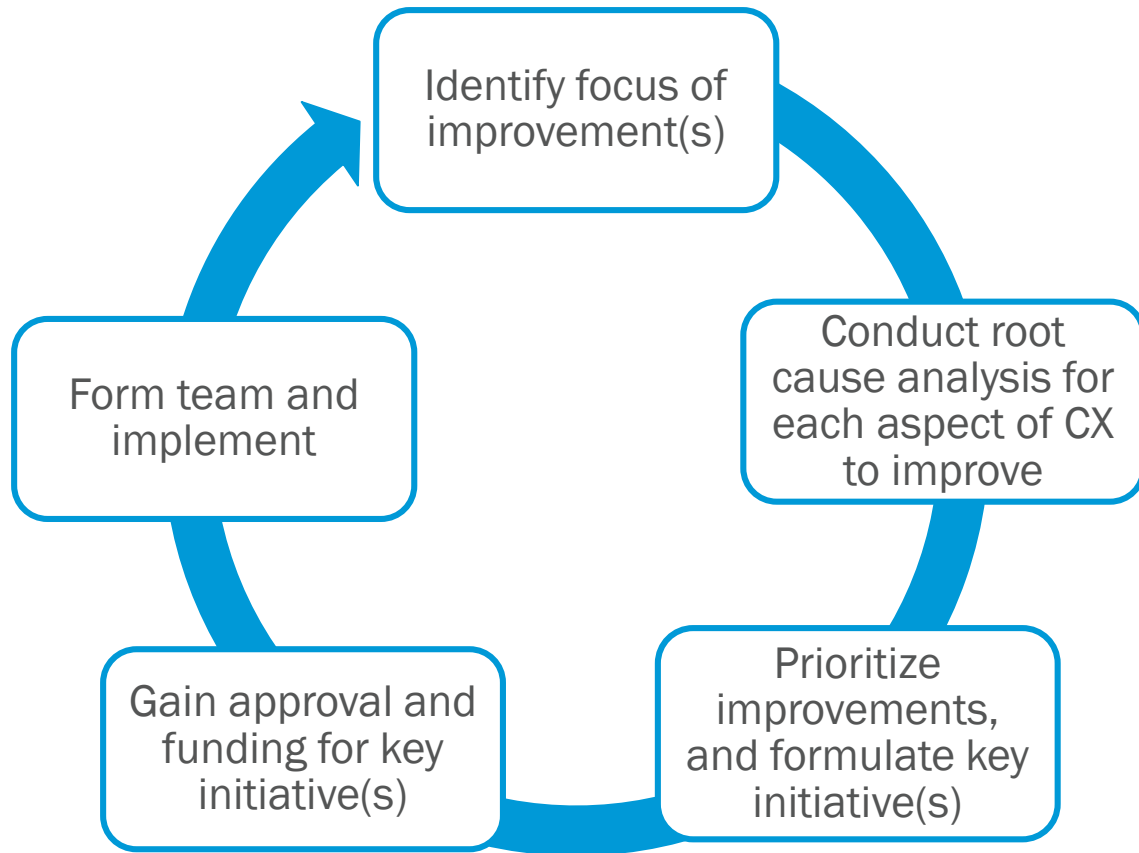 Identify focus of
improvement(s)
Conduct root
cause analysis for
each aspect of CX
to improve
Prioritize
improvements,
and formulate key
initiative(s)
Gain approval and
funding for key
initiative(s)
Form team and
implement